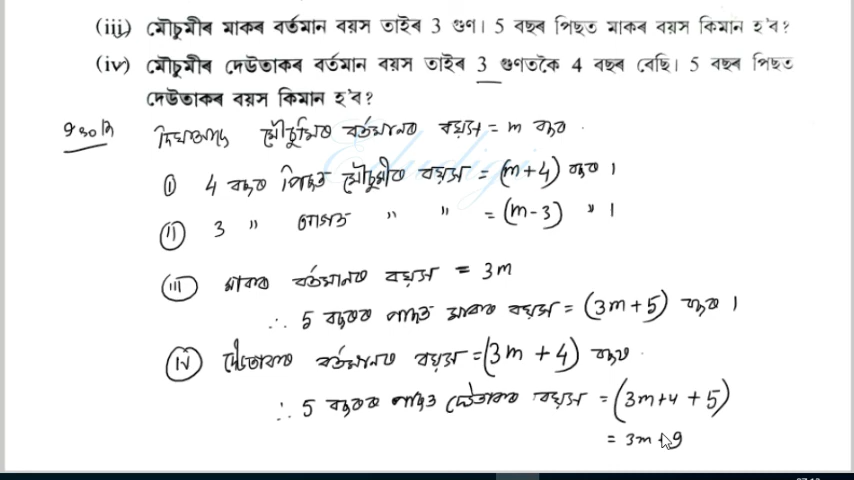 (iii) মৌচুমীৰ মাকৰ বৰ্তমান বয়স তাইৰ 3 গুণ। 5 বছৰ পিছত মাকৰ বয়স কিমান হ'ব?
(iv) মৌচুমীৰ দেউতাকৰ বৰ্তমান বয়স তাইৰ 3 গুণতকৈ 4 বছৰ বেছি। 5 বছৰ পিছত
দেউতাকৰ বয়স কিমান হ'ব?
দিয়াআছে মৌচুমিৰ বৰ্তমানৰ বয়স = m বছৰ
(i) 4 বছৰ পিছত মৌচুমীৰ বয়স = (m+4) বছৰ।
(ii) 3 " আগত " " = (m-3) " ।
(iii) মাকৰ বৰ্তমানৰ বয়স = 3m
∴ 5 বছৰৰ পাছত মাকৰ বয়স = (3m+5) বছৰ।
(iv) দেউতাকৰ বৰ্তমানৰ বয়স = (3m + 4) বছৰ
∴ 5 বছৰৰ পাছত দেউতাকৰ বয়স = (3m+4 + 5)
= 3m + 9